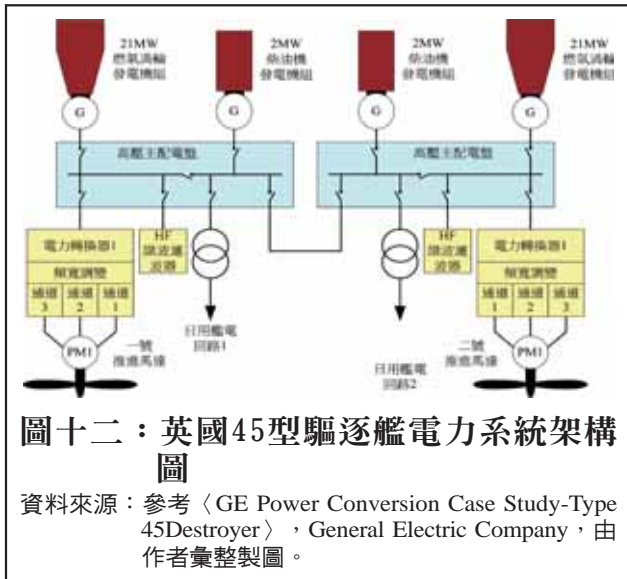 21MW
燃氣渦輪
發電機組
2MW
柴油機
發電機組
2MW
柴油機
發電機組
21MW
燃氣渦輪
發電機組
G
G
G
G
高壓主配電盤
高壓主配電盤
電力轉換器1
頻寬調變
通道
3
通道
2
通道
1
HF
諧波濾
波器
HF
諧波濾
波器
電力轉換器1
頻寬調變
通道
1
通道
2
通道
3
PM1
一號
推進馬達
日用艦電
回路1
日用艦電
回路2
二號
推進馬達
PM1
圖十二：英國45型驅逐艦電力系統架構
圖
資料來源：參考〈GE Power Conversion Case Study-Type
45Destroyer〉，General Electric Company，由
作者彙整製圖。